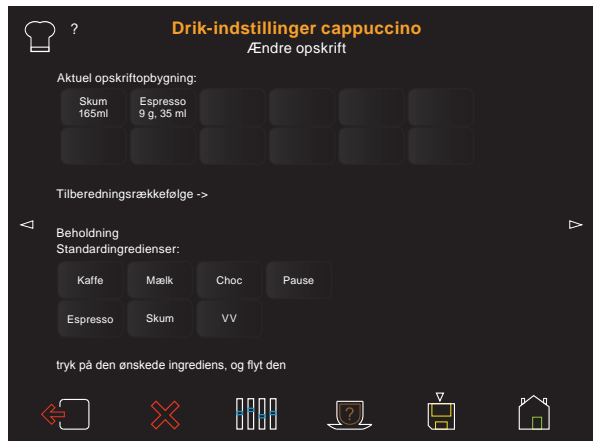 ?
Drik-indstillinger cappuccino
Ændre opskrift
Aktuel opskriftopbygning:
Skum
165ml
Espresso
9 g, 35 ml
Tilberedningsrækkefølge ->
Beholdning
Standardingredienser:
Kaffe
Mælk
Choc
Pause
Espresso
Skum
VV
tryk på den ønskede ingrediens, og flyt den
?